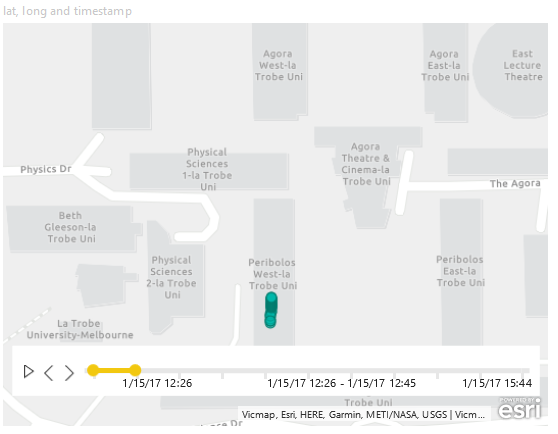 lat, long and timestamp
Agora
West-la
Trobe Uni
Agora
East-la
Trobe Uni
East
Lecture
Theatre
Physical
Sciences
1-la Trobe
Uni
Agora
Theatre &
Cinema-la
Trobe Uni
Physics Dr
The Agora
Beth
Gleeson-la
Trobe Uni
Physical
Sciences
2-la Trobe
Uni
Peribolos
West-la
Trobe Uni
Peribolos
East-la
Trobe Uni
La Trobe
University-Melbourne
1/15/17 12:26
1/15/17 12:26 - 1/15/17 12:45
1/15/17 15:44
Trobe Uni
Vicmap, Esri, HERE, Garmin, METI/NASA, USGS | Vicm...
POWERED BY
esri